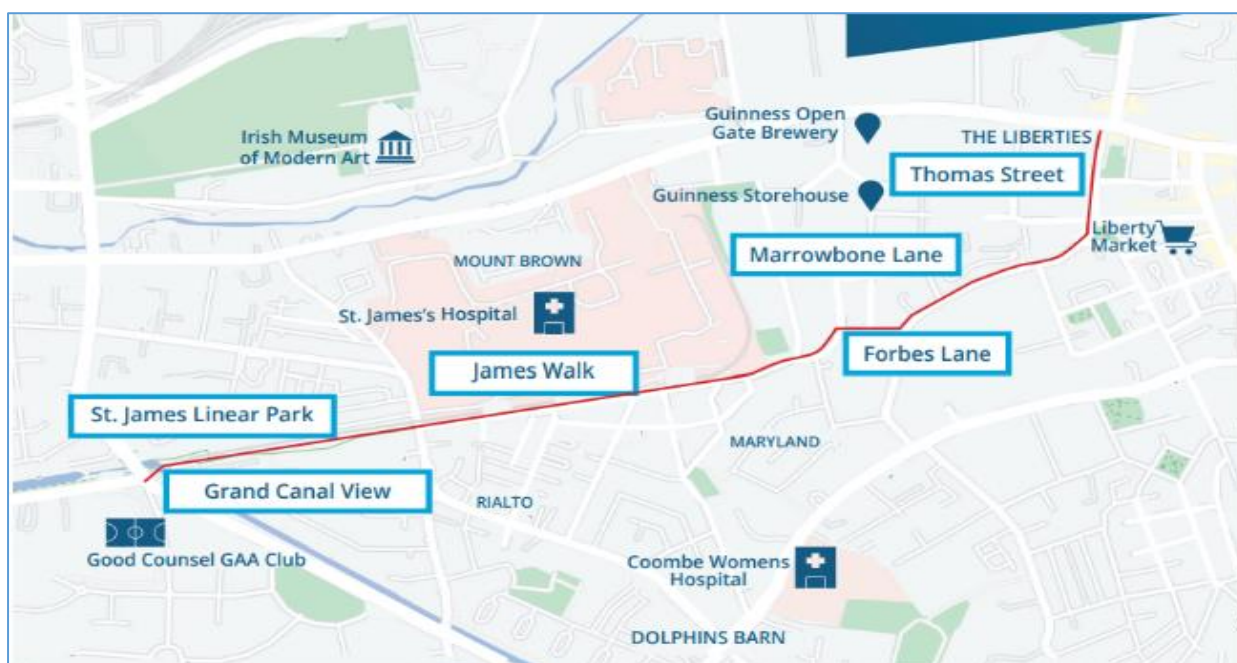 Guinness Open
Gate Brewery
THE LIBERTIES
Irish Museum
of Modern Art
Thomas Street
Guinness Storehouse
Liberty
Market
Marrowbone Lane
MOUNT BROWN
St. James's Hospital
Forbes Lane
James Walk
St. James Linear Park
MARYLAND
Grand Canal View
RIALTO
Good Counsel GAA Club
Coombe Womens
Hospital
DOLPHINS BARN